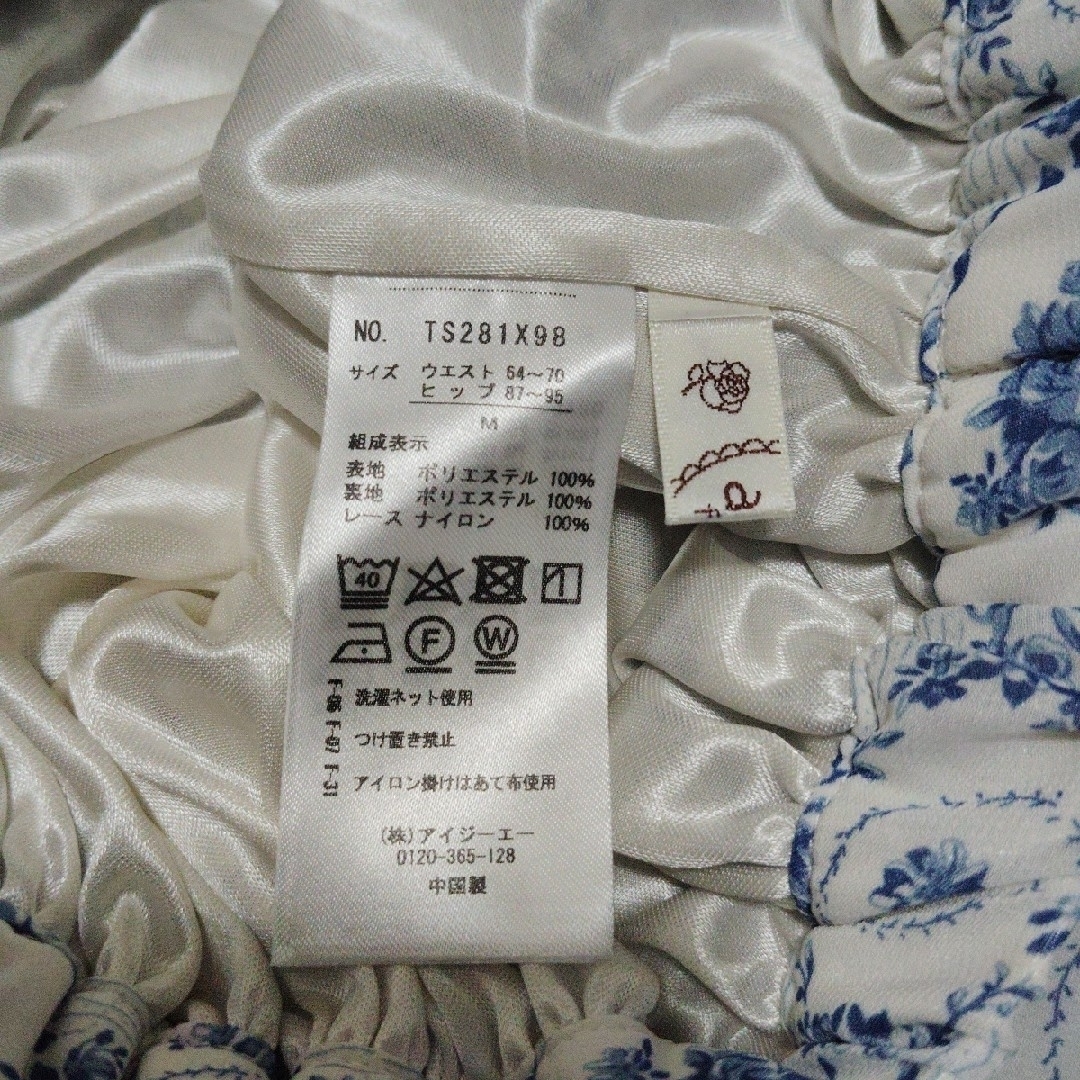 NO. TS281X98
サイズ ウエスト 64～70
ヒップ 87～95
M
組成表示
表地 ポリエステル 100%
裏地 ポリエステル 100%
レース ナイロン 100%
40
F W
洗濯ネット使用
つけ置き禁止
F-31 アイロン掛けはあて布使用
(株)アイジーエー
0120-365-128
中国製